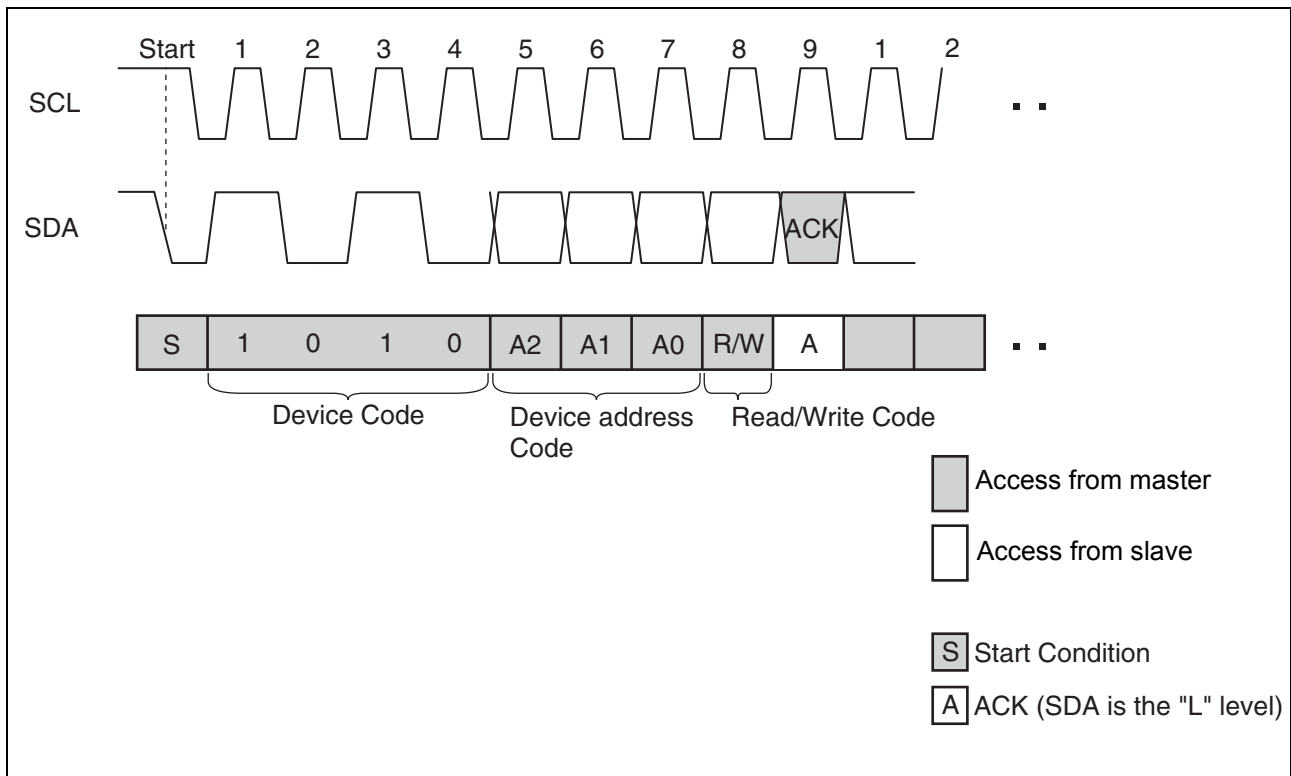 Start 1 2 3 4 5 6 7 8 9 1 2
SCL
SDA
ACK
S 1 0 1 0 A2 A1 A0 R/W A
Device Code
Device address
Code
Read/Write Code
Access from master
Access from slave
S Start Condition
A ACK (SDA is the "L" level)